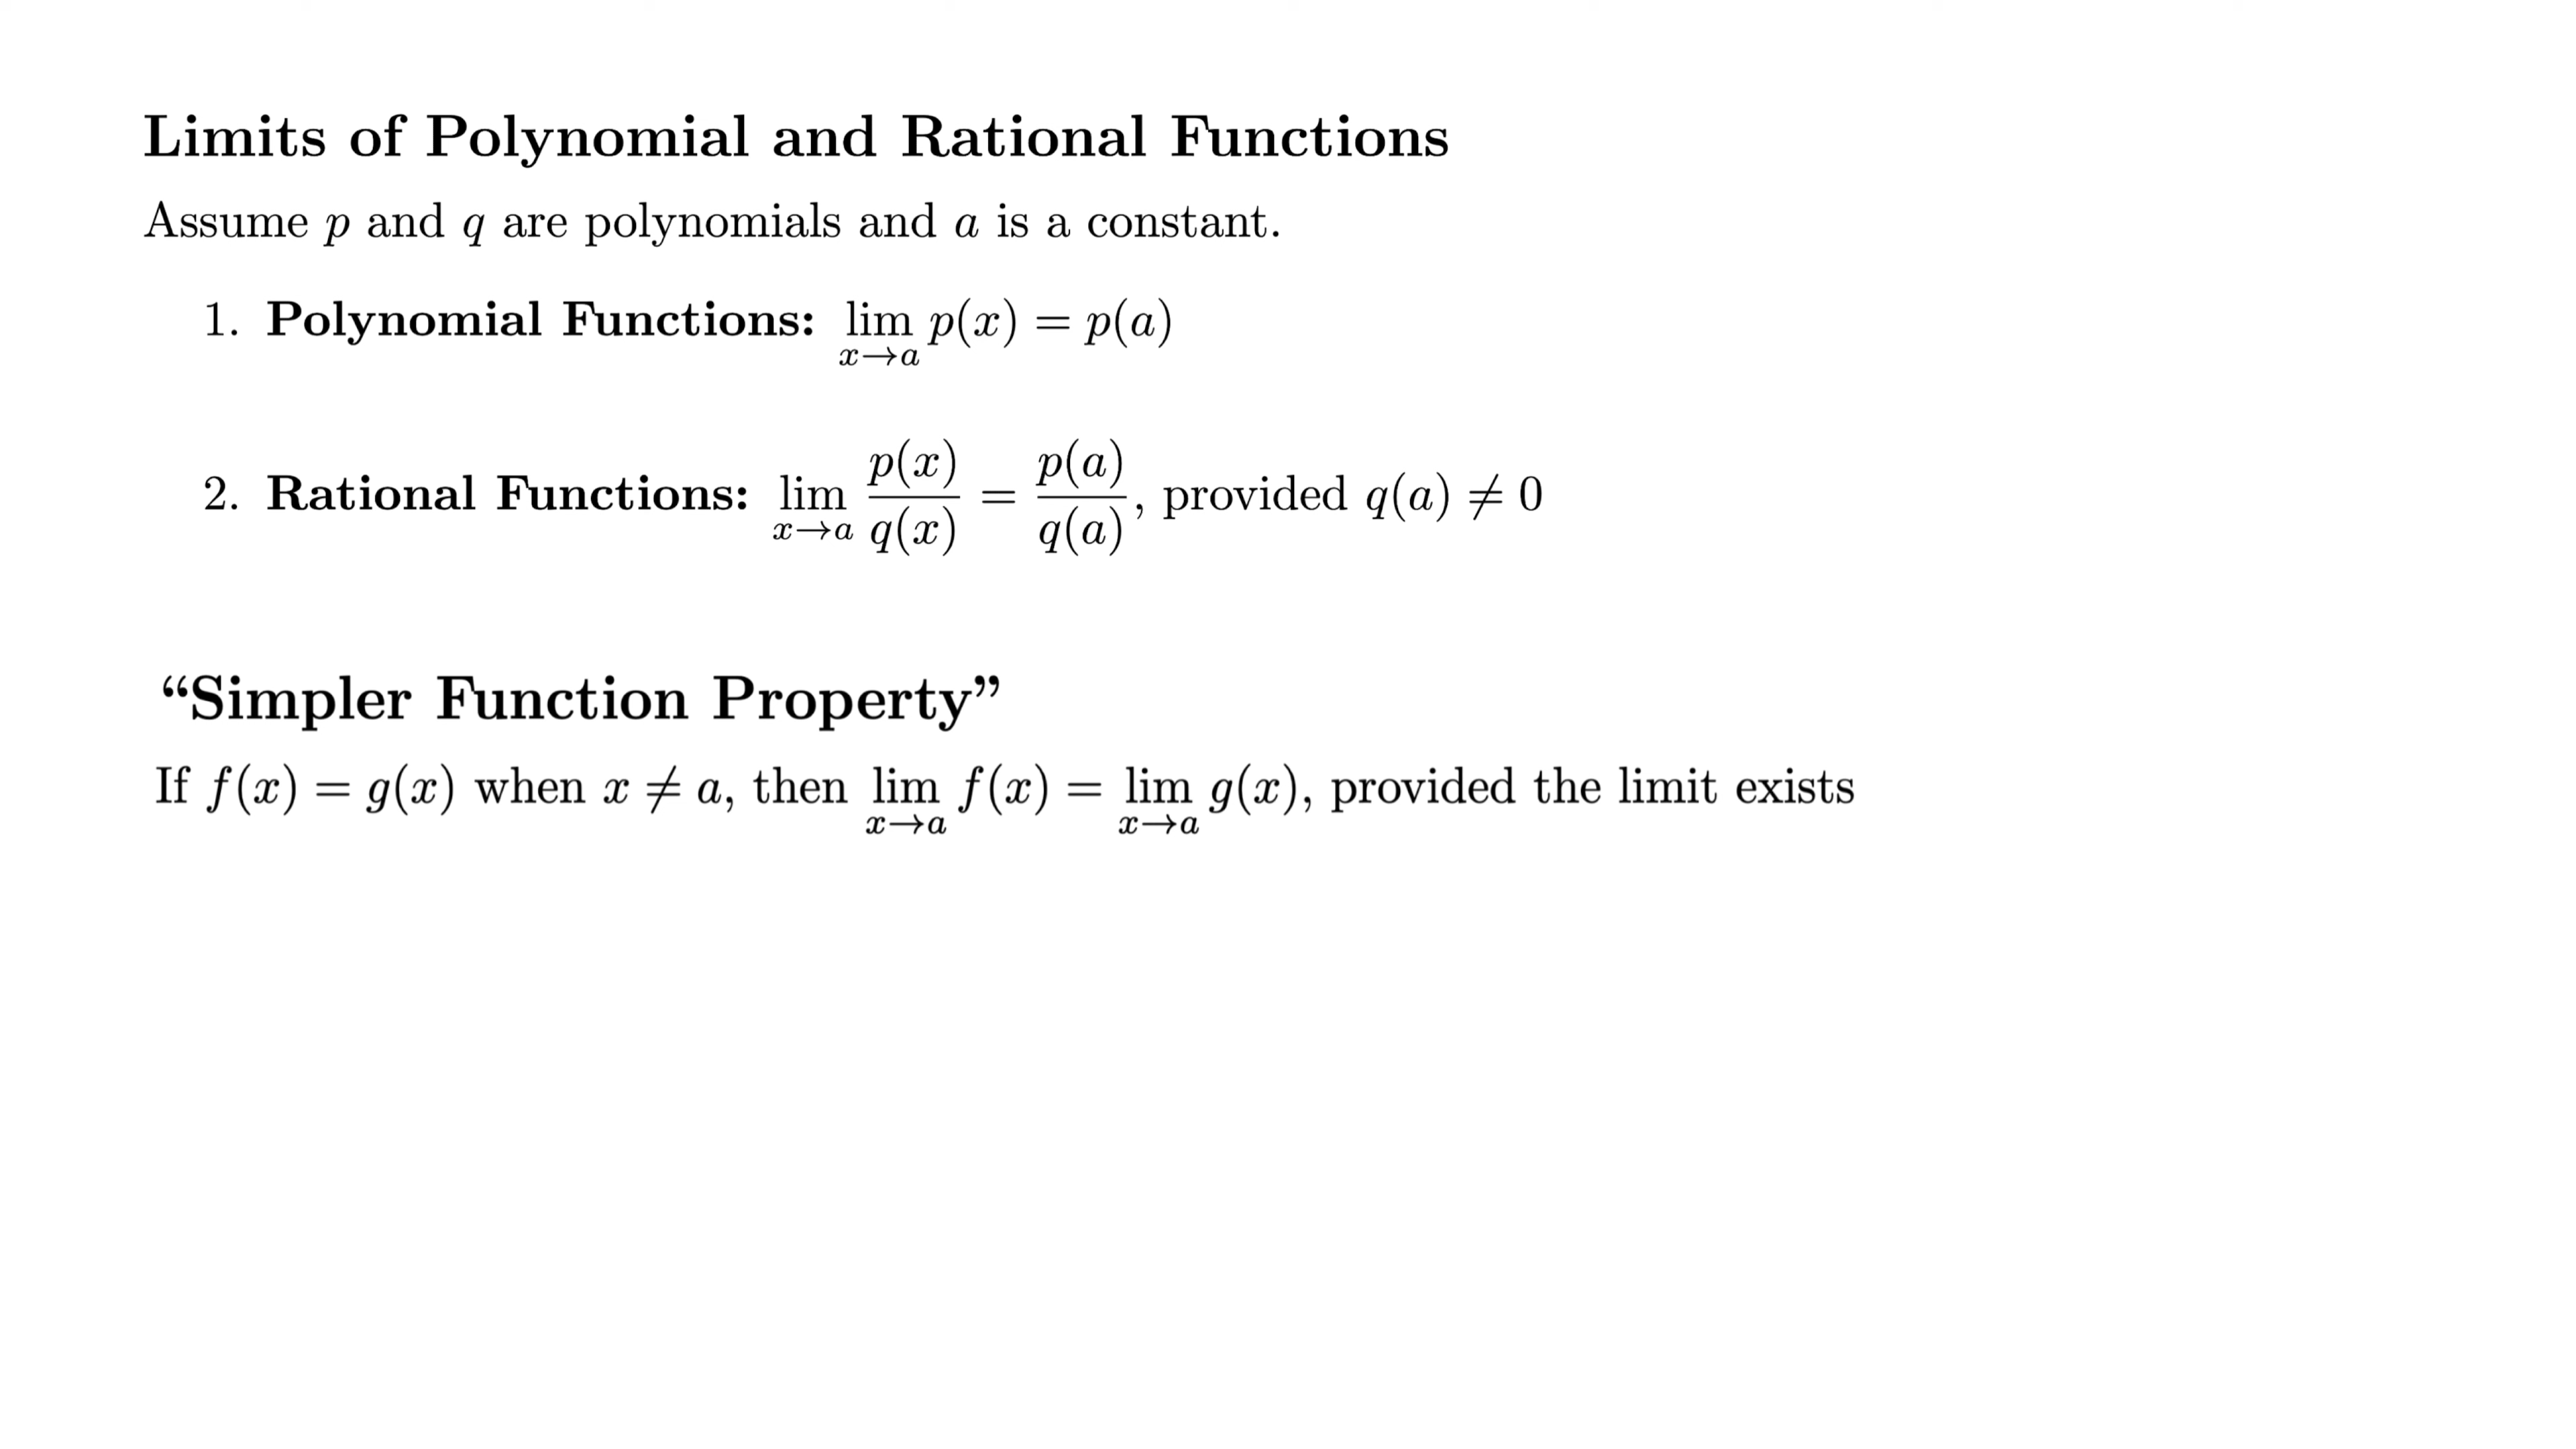 Limits of Polynomial and Rational Functions
Assume p and q are polynomials and a is a constant.
1. Polynomial Functions: lim_{x→a} p(x) = p(a)
2. Rational Functions: lim_{x→a} p(x)/q(x) = p(a)/q(a), provided q(a) ≠ 0
“Simpler Function Property”
If f(x) = g(x) when x ≠ a, then lim_{x→a} f(x) = lim_{x→a} g(x), provided the limit exists